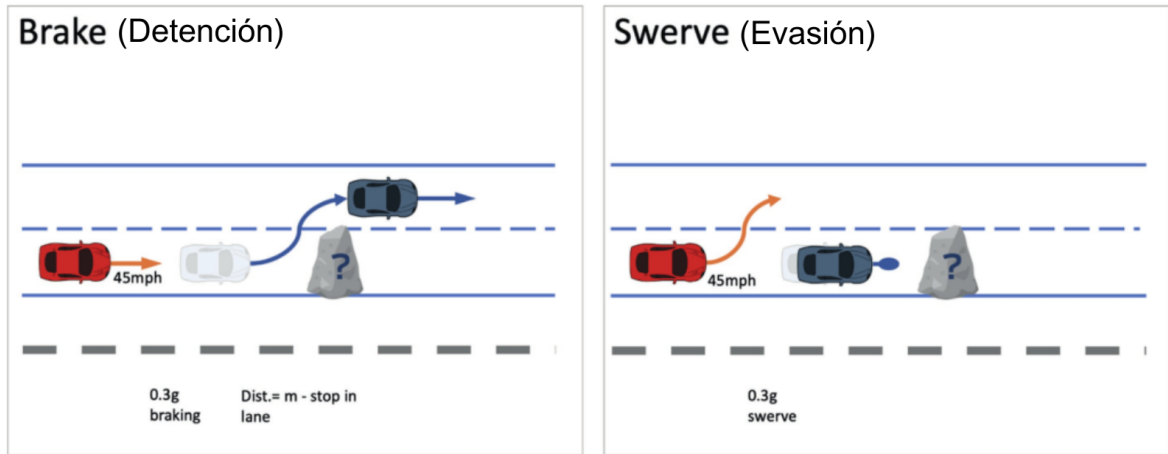 Brake (Detención)
45mph
?
0.3g
braking
Dist.= m - stop in
lane
Swerve (Evasión)
45mph
?
0.3g
swerve